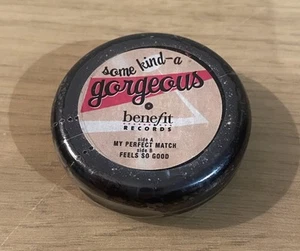 some kind-a
gorgeous
benefit
RECORDS
side A
MY PERFECT MATCH
side B
FEELS SO GOOD